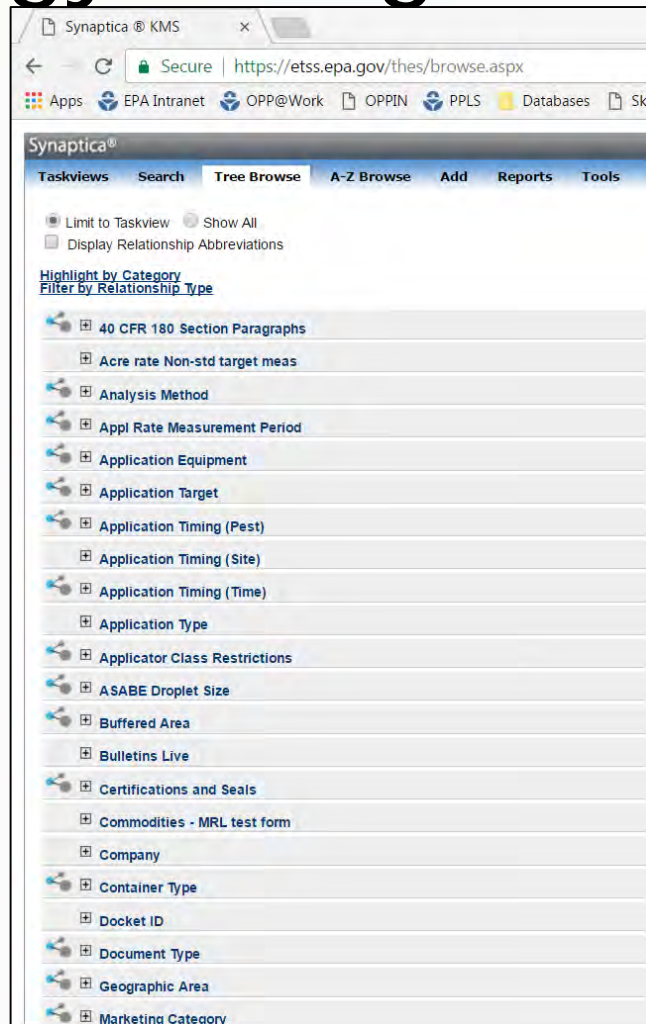 Synaptica ® KMS
Secure | https://etss.epa.gov/thes/browse.aspx
Apps EPA Intranet OPP@Work OPPIN PPLS Databases Sk
Synaptica®
Taskviews Search Tree Browse A-Z Browse Add Reports Tools
Limit to Taskview Show All
Display Relationship Abbreviations
Highlight by Category
Filter by Relationship Type
40 CFR 180 Section Paragraphs
Acre rate Non-std target meas
Analysis Method
Appl Rate Measurement Period
Application Equipment
Application Target
Application Timing (Pest)
Application Timing (Site)
Application Timing (Time)
Application Type
Applicator Class Restrictions
ASABE Droplet Size
Buffered Area
Bulletins Live
Certifications and Seals
Commodities - MRL test form
Company
Container Type
Docket ID
Document Type
Geographic Area
Marketing Category